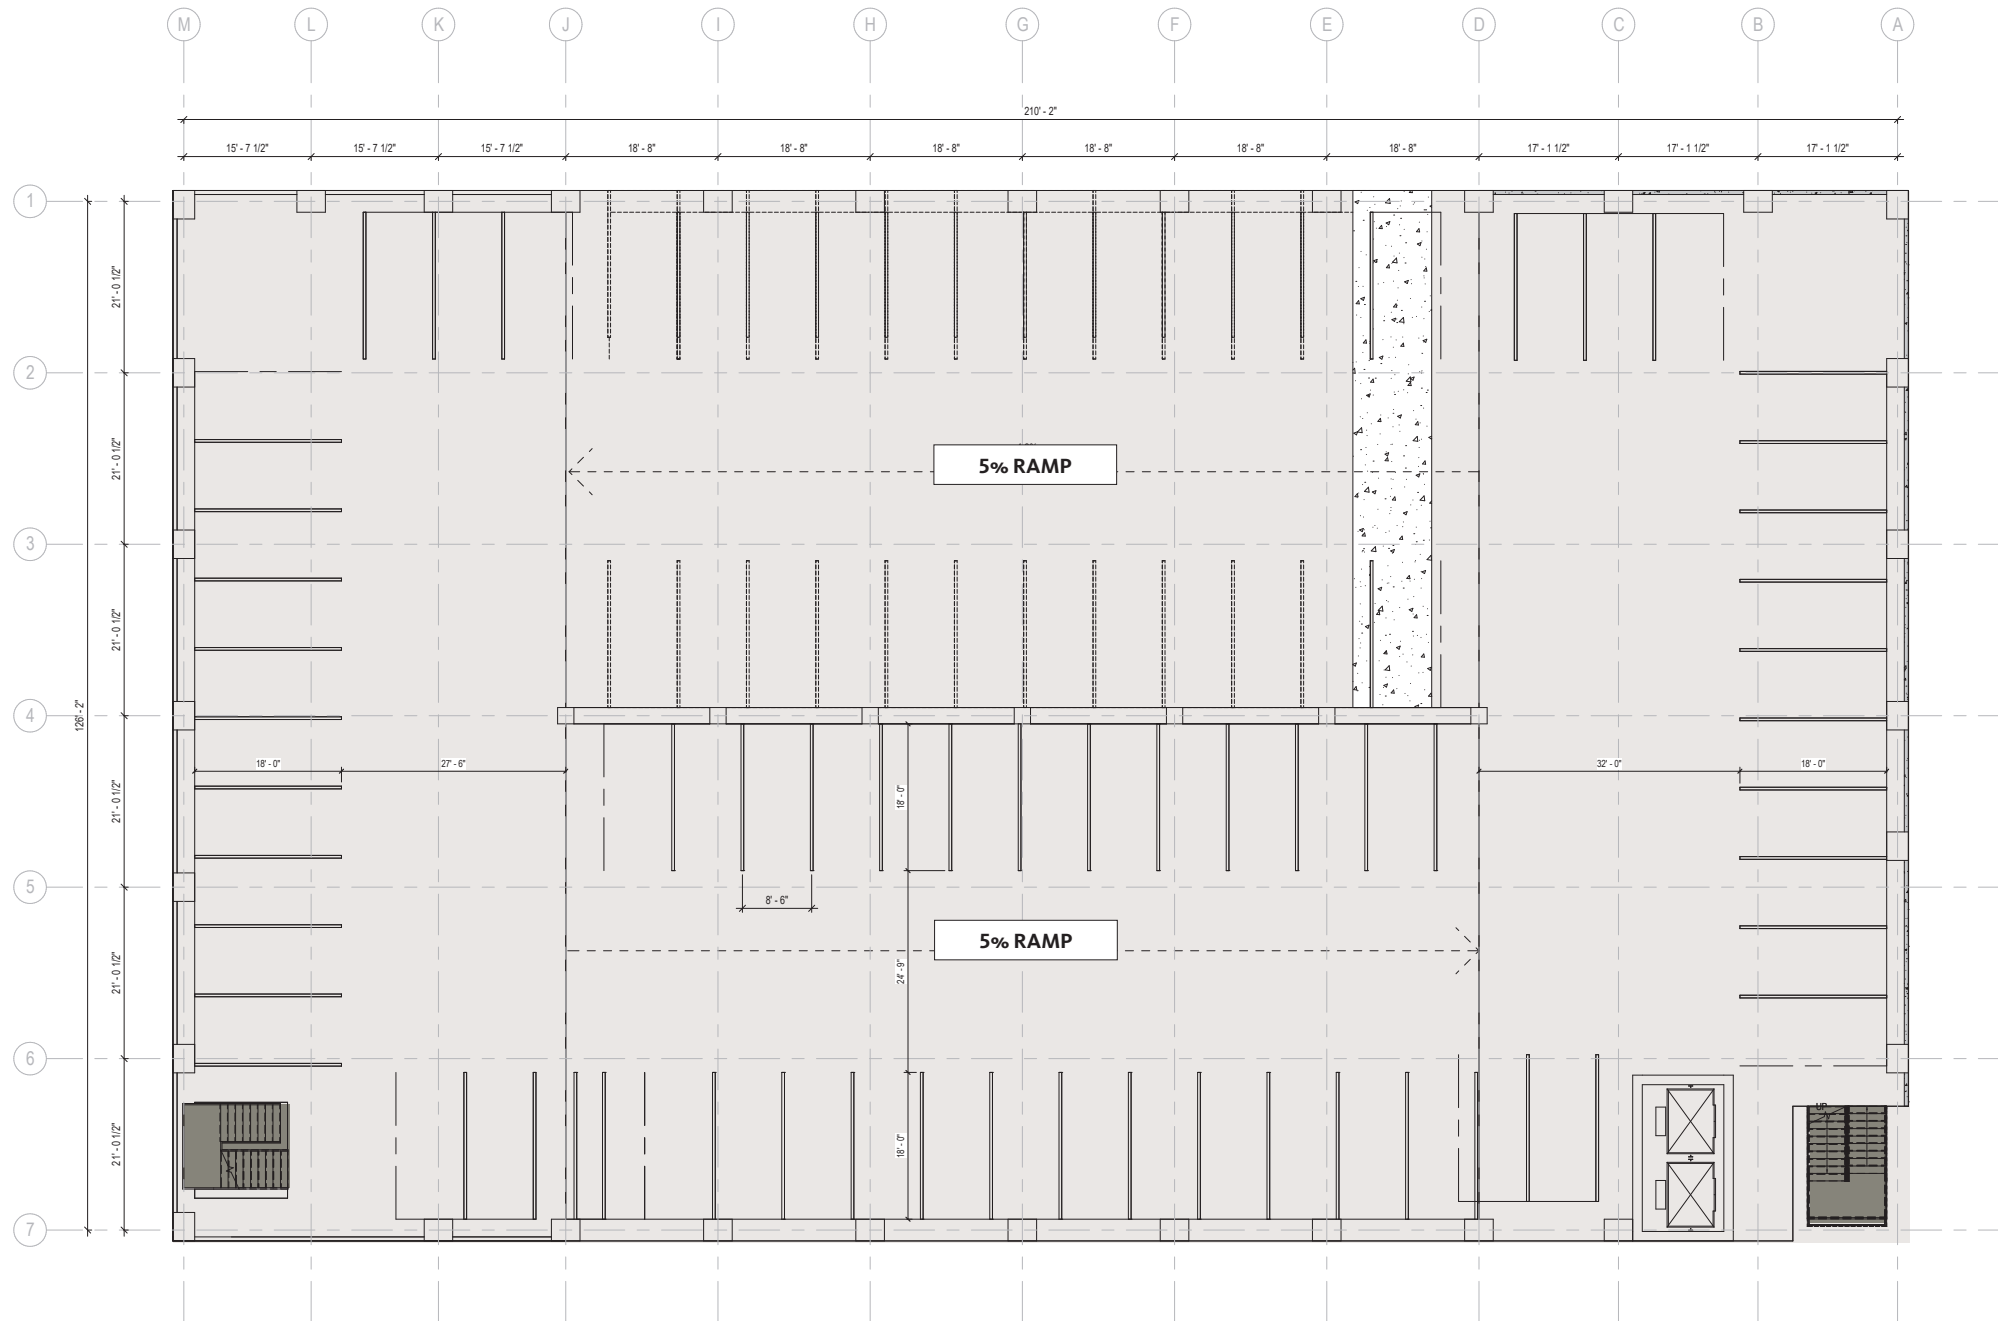 M L K J I H G F E D C B A
210' - 2"
15' - 7 1/2" 15' - 7 1/2" 15' - 7 1/2" 18' - 8" 18' - 8" 18' - 8" 18' - 8" 18' - 8" 18' - 8" 17' - 1 1/2" 17' - 1 1/2" 17' - 1 1/2"
1
21' - 0 1/2"
2
21' - 0 1/2"
5% RAMP
3
21' - 0 1/2"
4
126' - 2"
18' - 0" 27' - 6" 32' - 0" 18' - 0"
21' - 0 1/2"
18' - 0"
5
8' - 6"
5% RAMP
21' - 0 1/2"
24' - 9"
6
UP
21' - 0 1/2"
18' - 0"
7